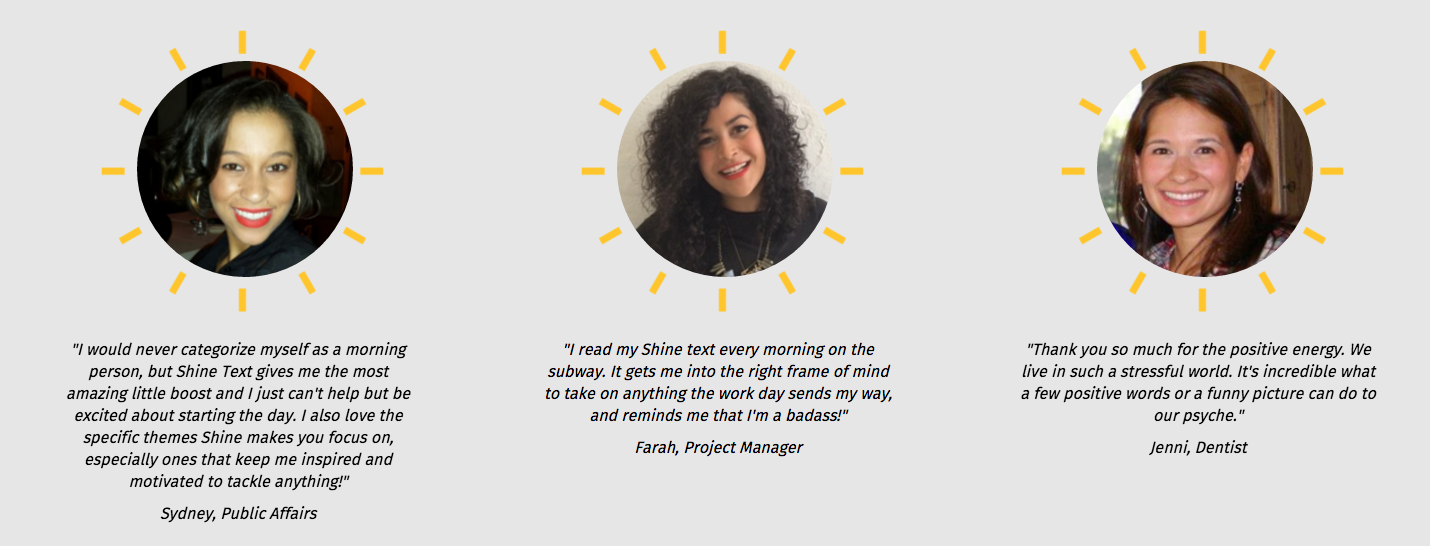 "I would never categorize myself as a morning
person, but Shine Text gives me the most
amazing little boost and I just can't help but be
excited about starting the day. I also love the
specific themes Shine makes you focus on,
especially ones that keep me inspired and
motivated to tackle anything!"
Sydney, Public Affairs
"I read my Shine text every morning on the
subway. It gets me into the right frame of mind
to take on anything the work day sends my way,
and reminds me that I'm a badass!"
Farah, Project Manager
"Thank you so much for the positive energy. We
live in such a stressful world. It's incredible what
a few positive words or a funny picture can do to
our psyche."
Jenni, Dentist